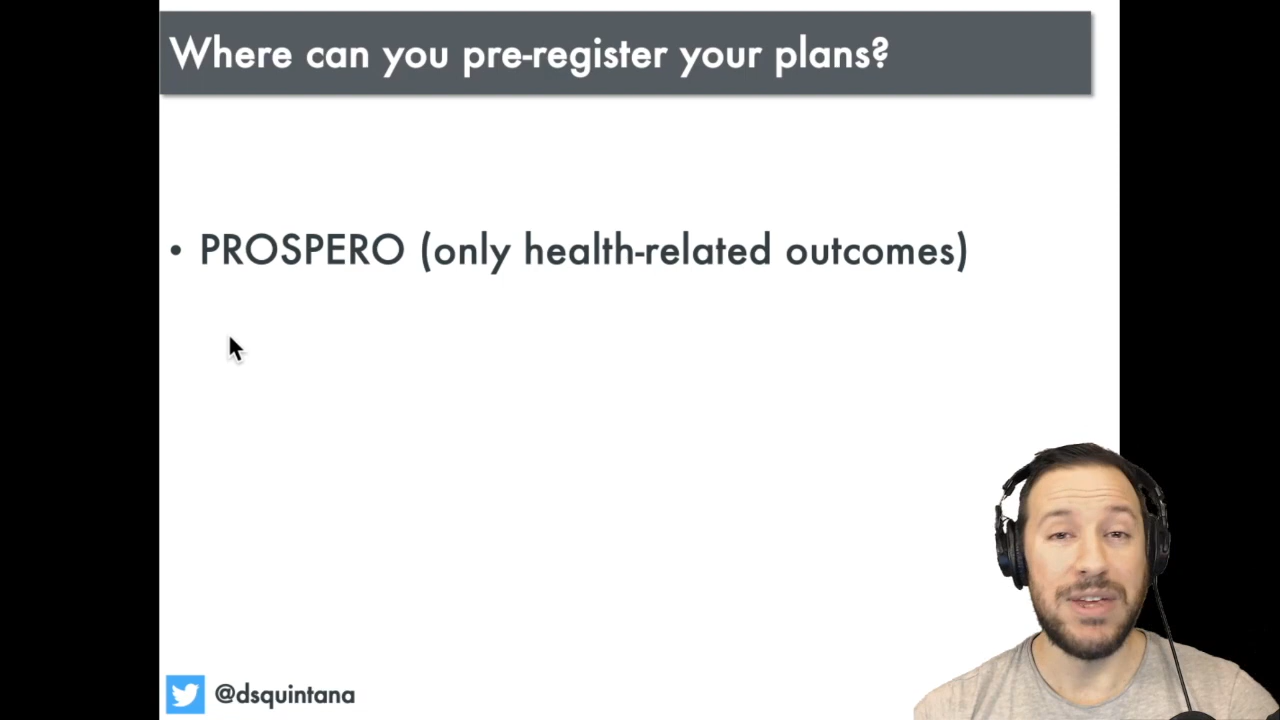 Where can you pre-register your plans?
• PROSPERO (only health-related outcomes)
@dsquintana